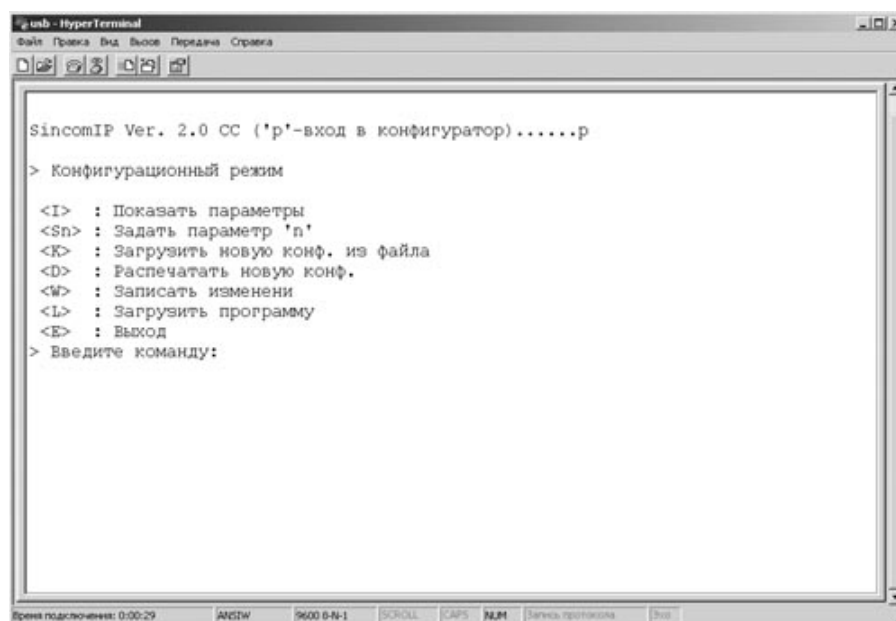 usb - HyperTerminal
Файл Правка Вид Вызов Передача Справка
SincomIP Ver. 2.0 CC ('p'-вход в конфигуратор)......p
> Конфигурационный режим
<I> : Показать параметры
<Sn> : Задать параметр 'n'
<K> : Загрузить новую конф. из файла
<D> : Распечатать новую конф.
<W> : Записать изменени
<L> : Загрузить программу
<E> : Выход
> Введите команду:
Время подключения: 0:00:29 ANSIW 9600 8-N-1 SCROLL CAPS NUM Запись протокола Эхо